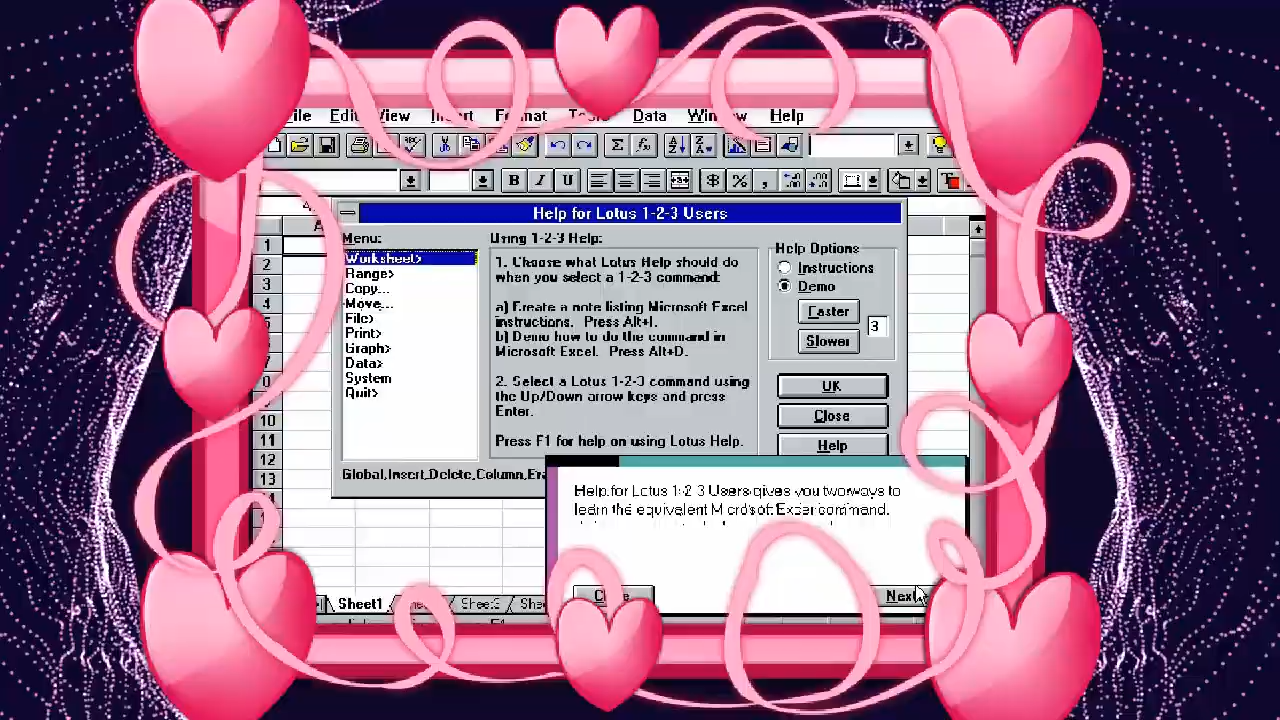 Edit View Insert Format Tools Data Window Help
B I U
Help for Lotus 1-2-3 Users
Menu:
Worksheet>
Range>
Copy...
Move...
File>
Print>
Graph>
Data>
System
Quit>
Using 1-2-3 Help:
1. Choose what Lotus Help should do
when you select a 1-2-3 command:
a) Create a note listing Microsoft Excel
instructions. Press Alt+I.
b) Demo how to do the command in
Microsoft Excel. Press Alt+D.
2. Select a Lotus 1-2-3 command using
the Up/Down arrow keys and press
Enter.
Press F1 for help on using Lotus Help.
Help Options
Instructions
Demo
Faster
3
Slower
OK
Close
Help
1
2
3
4
10
11
12
13
Global,Insert,Delete,Column,Era
Help for Lotus 1-2-3 Users gives you two ways to
learn the equivalent Microsoft Excel command.
Next
Sheet1